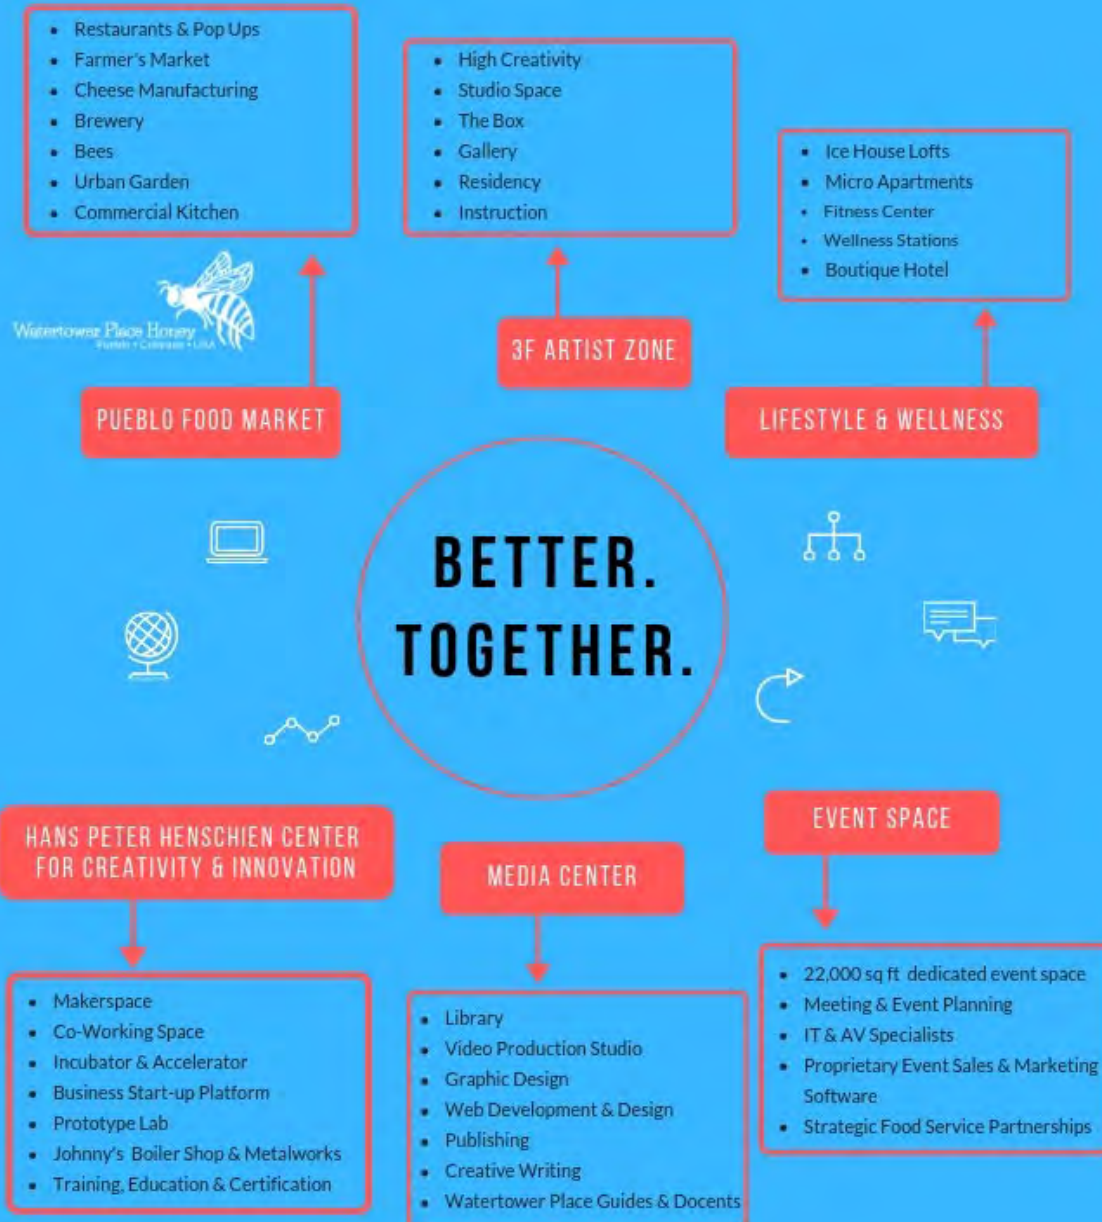 Restaurants & Pop Ups
Farmer's Market
Cheese Manufacturing
Brewery
Bees
Urban Garden
Commercial Kitchen
High Creativity
Studio Space
The Box
Gallery
Residency
Instruction
Ice House Lofts
Micro Apartments
Fitness Center
Wellness Stations
Boutique Hotel
Watertower Place Honey
Pueblo • Colorado • USA
3F ARTIST ZONE
PUEBLO FOOD MARKET
LIFESTYLE & WELLNESS
BETTER.
TOGETHER.
HANS PETER HENSCHIEN CENTER
FOR CREATIVITY & INNOVATION
MEDIA CENTER
EVENT SPACE
Makerspace
Co-Working Space
Incubator & Accelerator
Business Start-up Platform
Prototype Lab
Johnny's Boiler Shop & Metalworks
Training, Education & Certification
Library
Video Production Studio
Graphic Design
Web Development & Design
Publishing
Creative Writing
Watertower Place Guides & Docents
22,000 sq ft dedicated event space
Meeting & Event Planning
IT & AV Specialists
Proprietary Event Sales & Marketing
Software
Strategic Food Service Partnerships